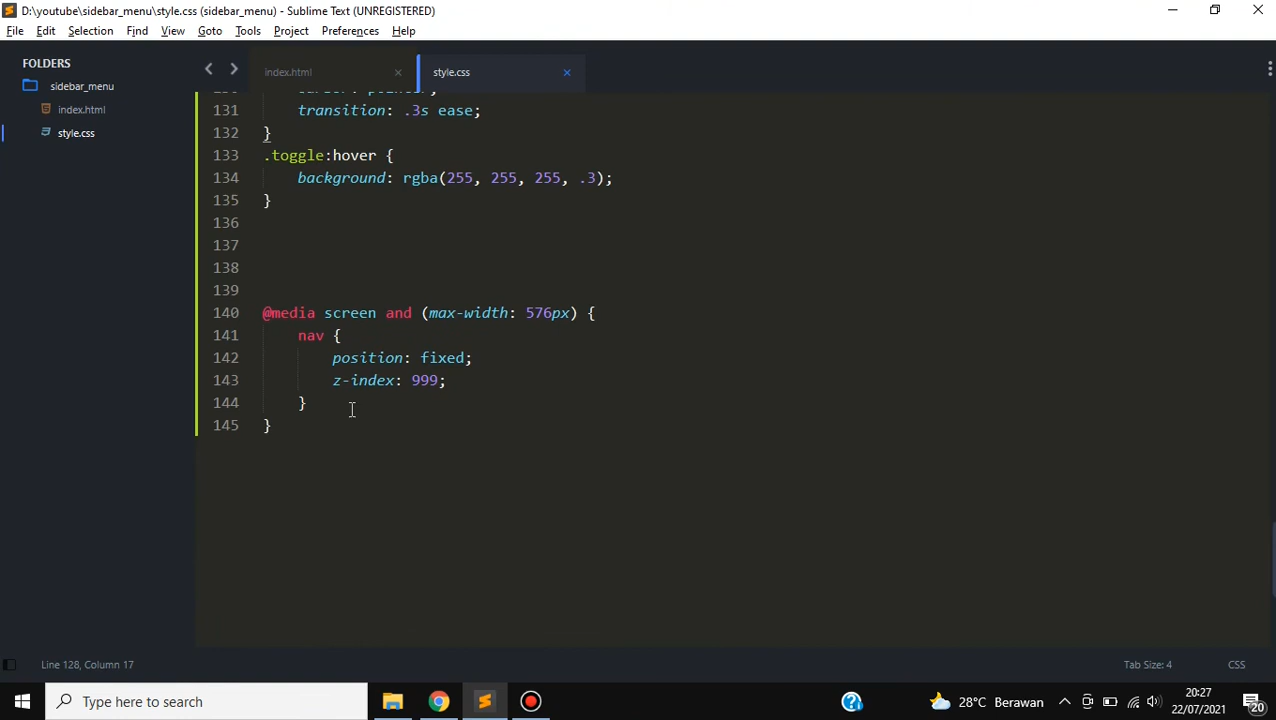 D:\youtube\sidebar_menu\style.css (sidebar_menu) - Sublime Text (UNREGISTERED)
File Edit Selection Find View Goto Tools Project Preferences Help
FOLDERS
sidebar_menu
index.html
style.css
index.html × style.css ×
131 transition: .3s ease;
132 }
133 .toggle:hover {
134 background: rgba(255, 255, 255, .3);
135 }
136
137
138
139
140 @media screen and (max-width: 576px) {
141 nav {
142 position: fixed;
143 z-index: 999;
144 }
145 }
Line 128, Column 17 Tab Size: 4 CSS
Type here to search 28°C Berawan 20:27
22/07/2021 20